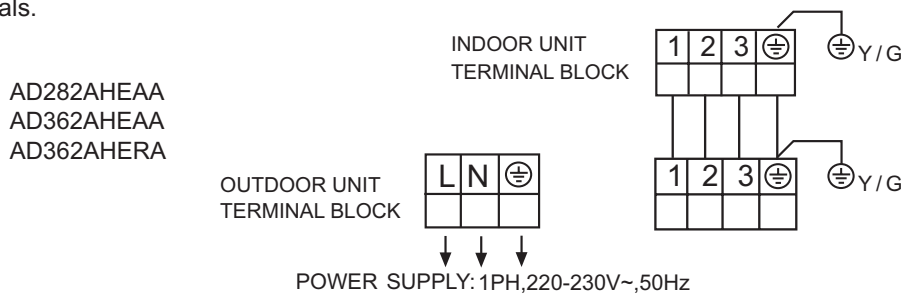 als.
INDOOR UNIT
TERMINAL BLOCK
1 2 3
Y/G
AD282AHEAA
AD362AHEAA
AD362AHERA
OUTDOOR UNIT
TERMINAL BLOCK
L N
1 2 3
Y/G
POWER SUPPLY: 1PH,220-230V~,50Hz